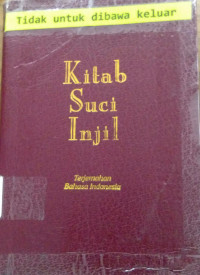 Tidak untuk dibawa keluar
Kitab
Suci
Injil
Terjemahan
Bahasa Indonesia